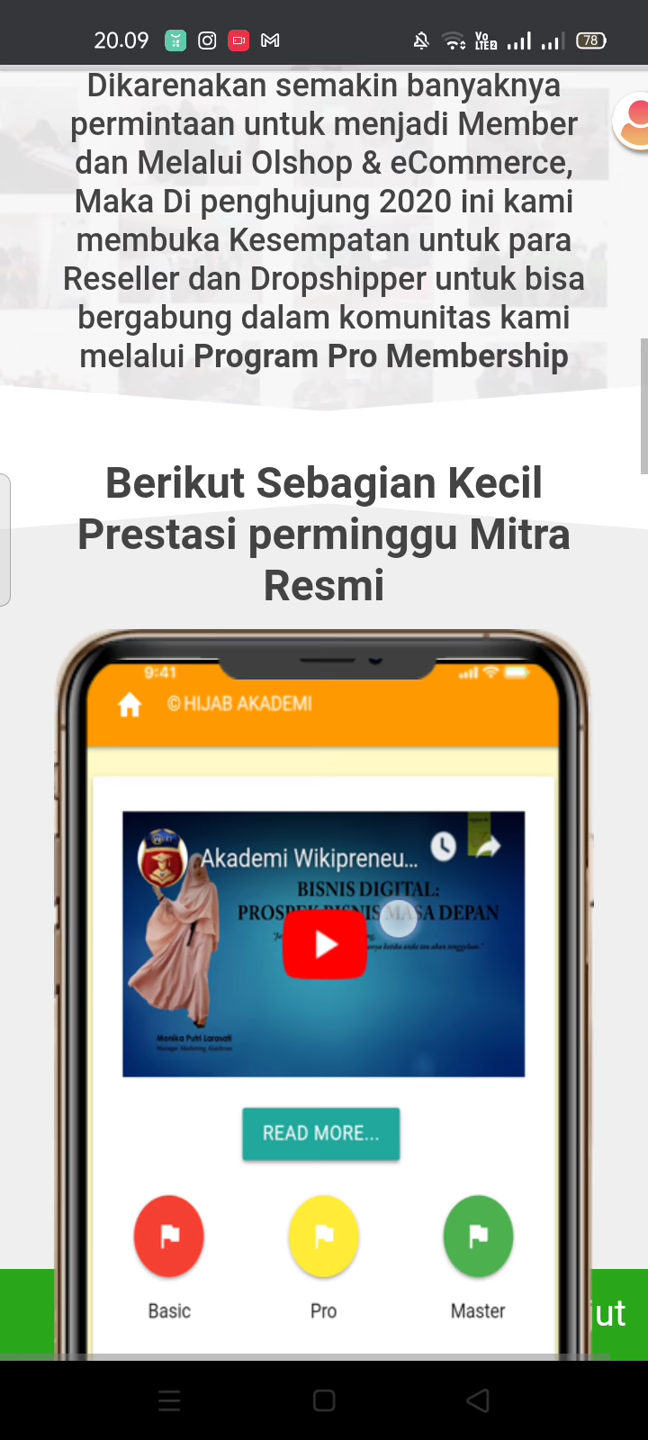 20.09
Vo
LTE2
78
Dikarenakan semakin banyaknya
permintaan untuk menjadi Member
dan Melalui Olshop & eCommerce,
Maka Di penghujung 2020 ini kami
membuka Kesempatan untuk para
Reseller dan Dropshipper untuk bisa
bergabung dalam komunitas kami
melalui Program Pro Membership
Berikut Sebagian Kecil
Prestasi perminggu Mitra
Resmi
9:41
© HIJAB AKADEMI
Akademi Wikipreneu...
BISNIS DIGITAL:
PROSPEK BISNIS MASA DEPAN
Monika Putri Larasati
READ MORE...
Basic
Pro
Master
ut